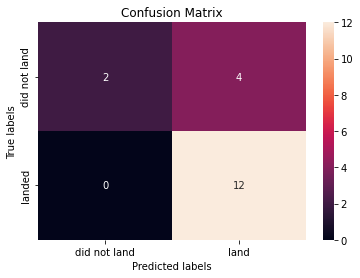 Confusion Matrix
True labels
did not land
landed
2
4
0
12
did not land
land
Predicted labels
12
10
8
6
4
2
0